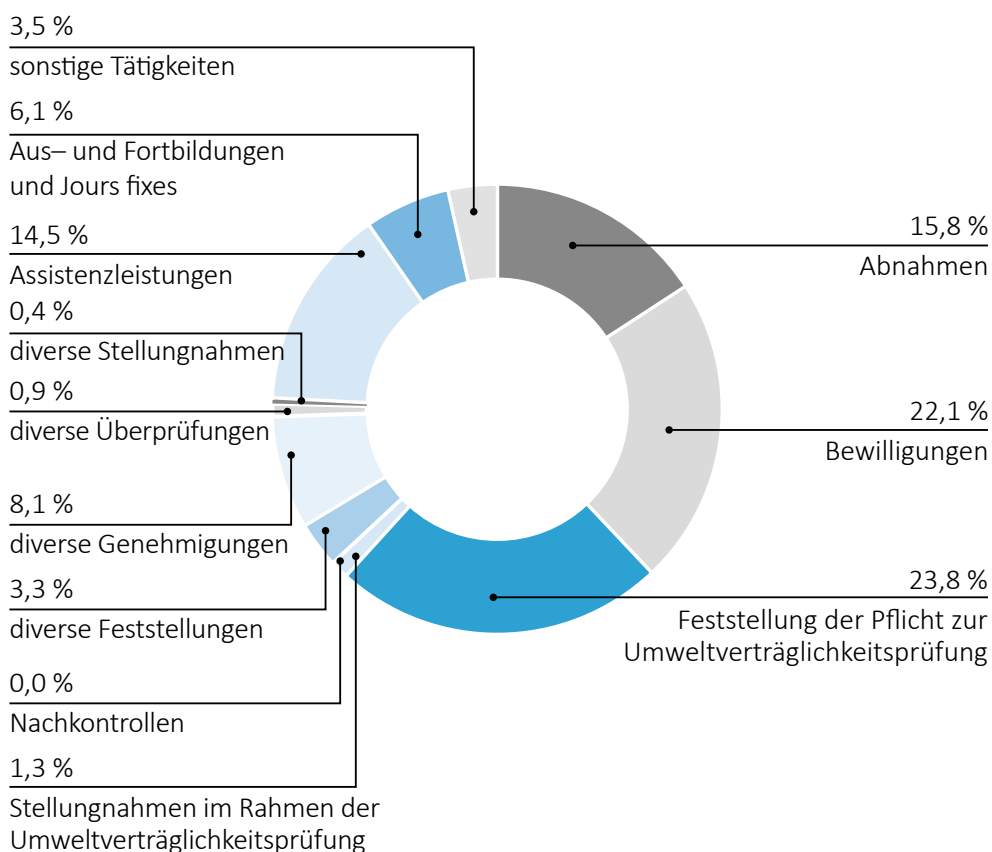 3,5 %
sonstige Tätigkeiten
6,1 %
Aus– und Fortbildungen
und Jours fixes
14,5 %
Assistenzleistungen
0,4 %
diverse Stellungnahmen
0,9 %
diverse Überprüfungen
8,1 %
diverse Genehmigungen
3,3 %
diverse Feststellungen
0,0 %
Nachkontrollen
1,3 %
Stellungnahmen im Rahmen der
Umweltverträglichkeitsprüfung
15,8 %
Abnahmen
22,1 %
Bewilligungen
23,8 %
Feststellung der Pflicht zur
Umweltverträglichkeitsprüfung